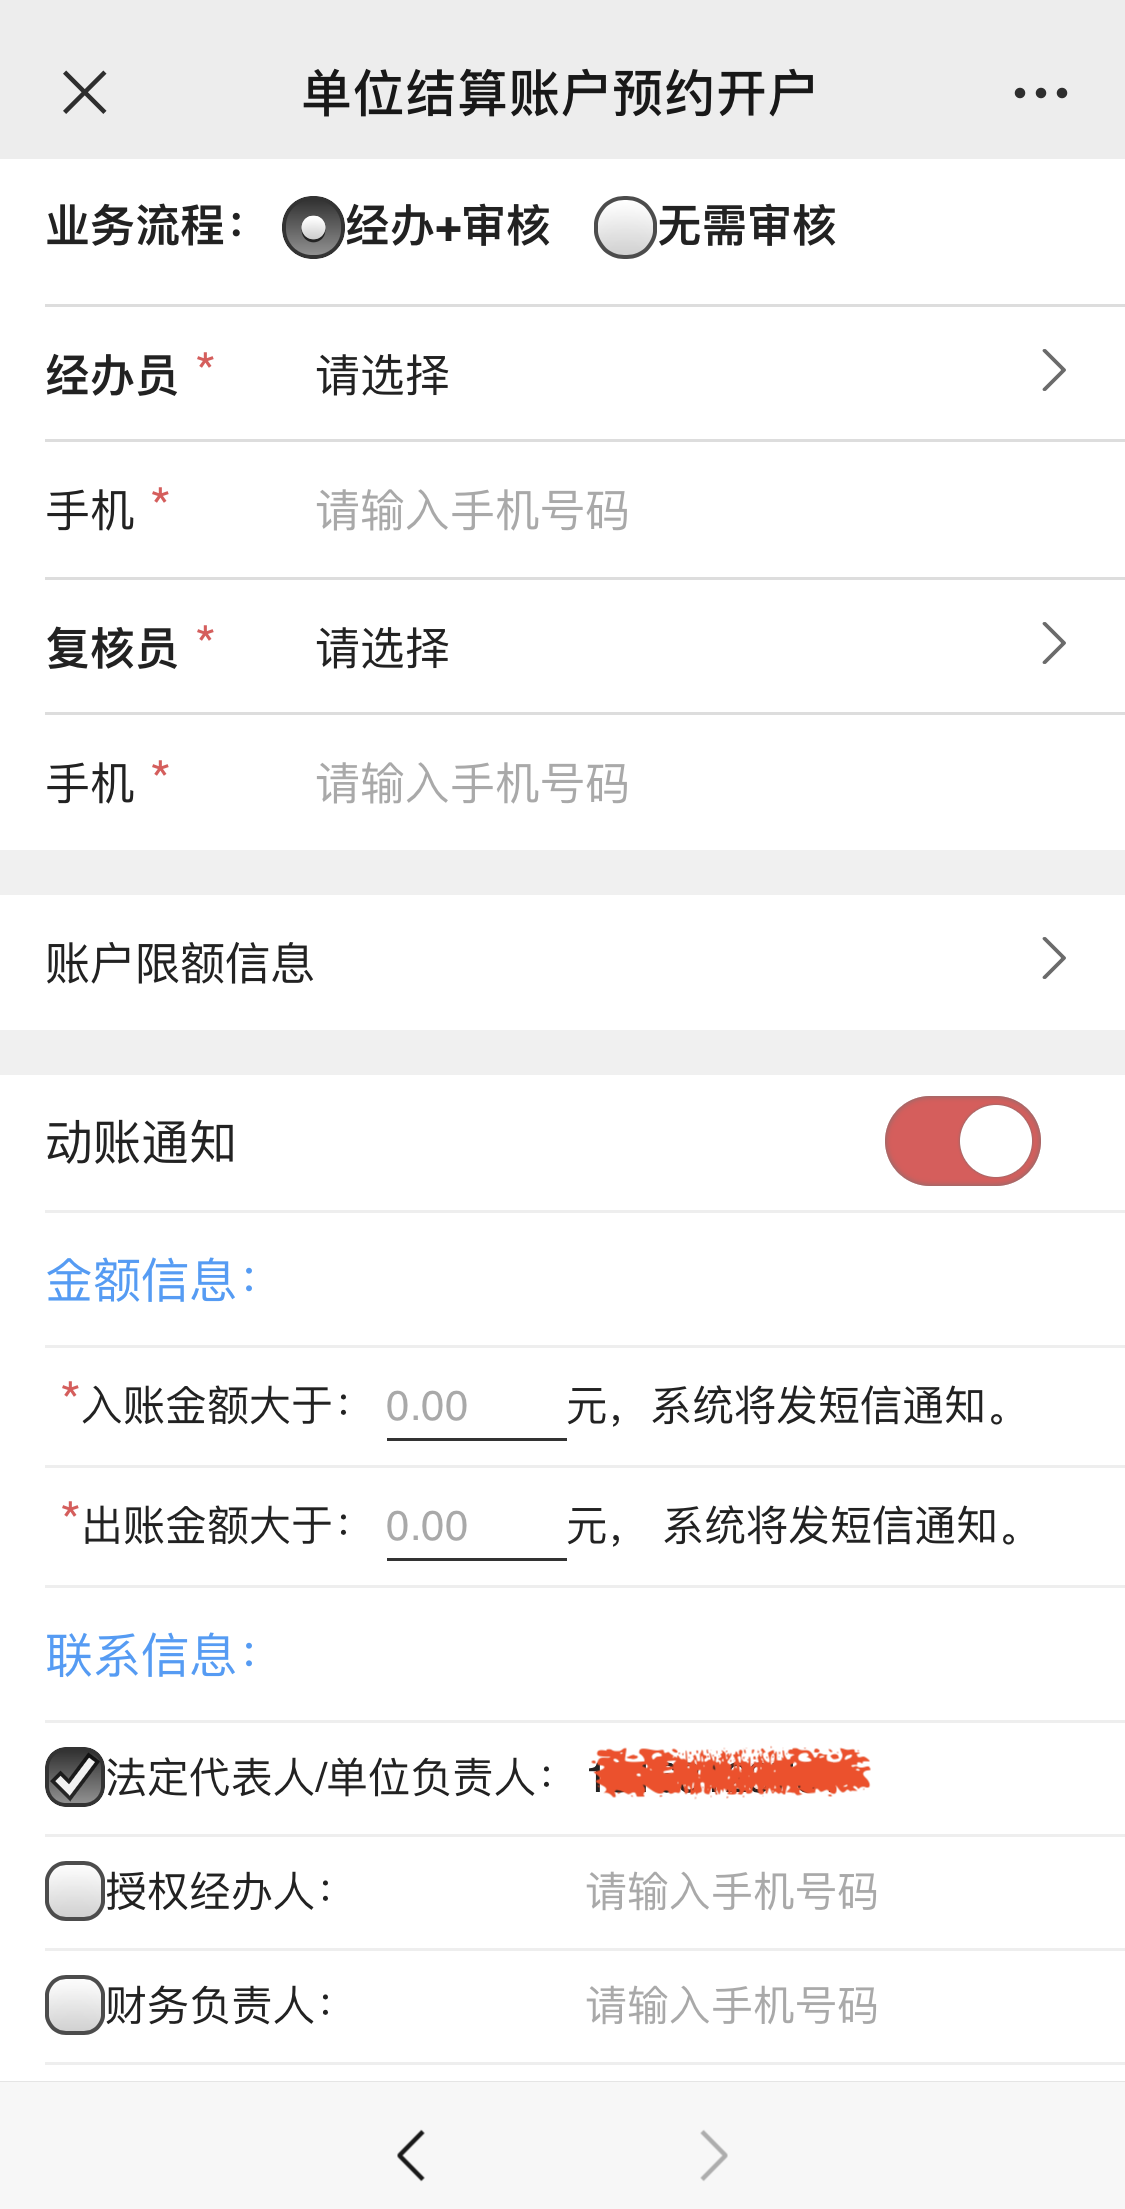 单位结算账户预约开户
业务流程： 经办+审核 无需审核
经办员 * 请选择
手机 * 请输入手机号码
复核员 * 请选择
手机 * 请输入手机号码
账户限额信息
动账通知
金额信息：
*入账金额大于： 0.00 元，系统将发短信通知。
*出账金额大于： 0.00 元， 系统将发短信通知。
联系信息：
法定代表人/单位负责人：
授权经办人： 请输入手机号码
财务负责人： 请输入手机号码